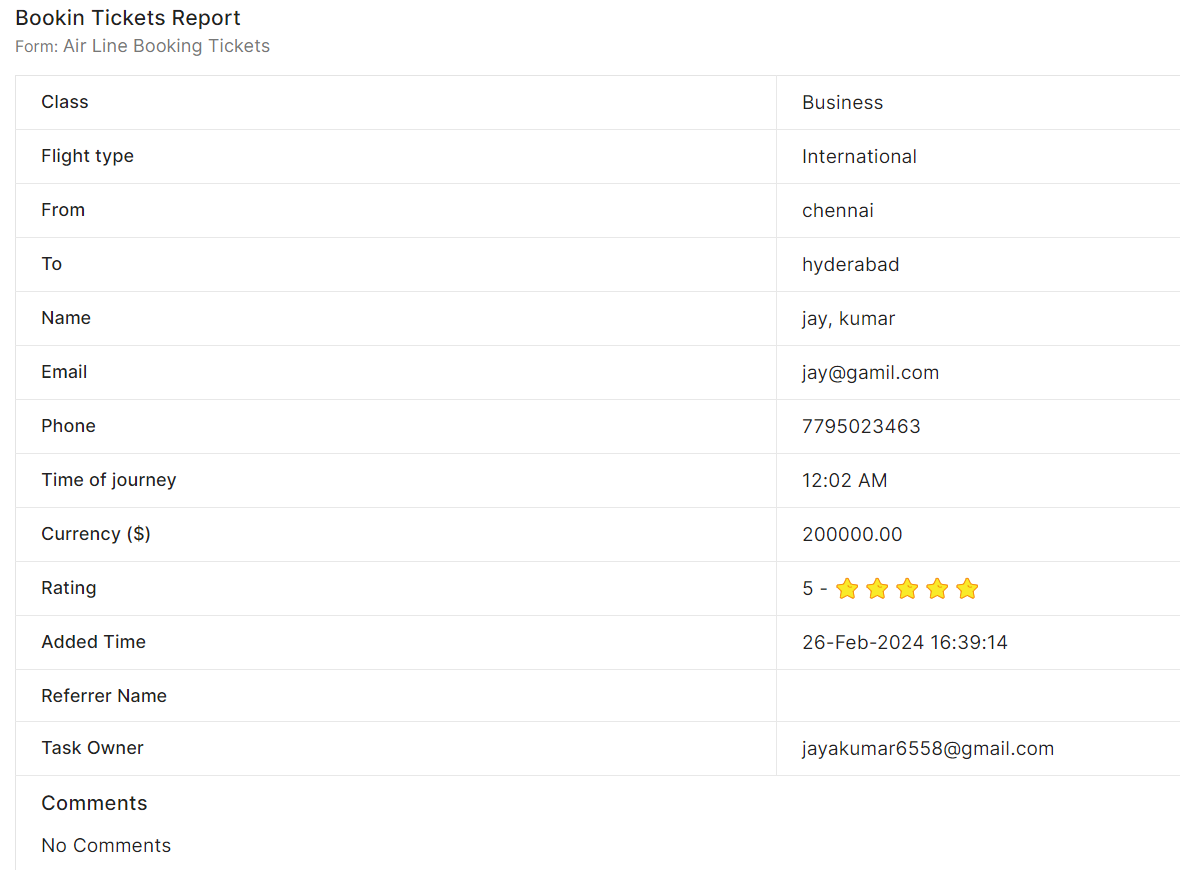 Bookin Tickets Report
Form: Air Line Booking Tickets
Class Business
Flight type International
From chennai
To hyderabad
Name jay, kumar
Email jay@gamil.com
Phone 7795023463
Time of journey 12:02 AM
Currency ($) 200000.00
Rating 5 -
Added Time 26-Feb-2024 16:39:14
Referrer Name
Task Owner jayakumar6558@gmail.com
Comments
No Comments